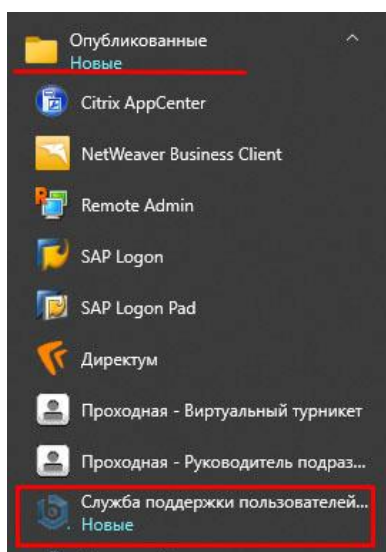 Опубликованные
Новые
Citrix AppCenter
NetWeaver Business Client
Remote Admin
SAP Logon
SAP Logon Pad
Директум
Проходная - Виртуальный турникет
Проходная - Руководитель подраз...
Служба поддержки пользователей...
Новые